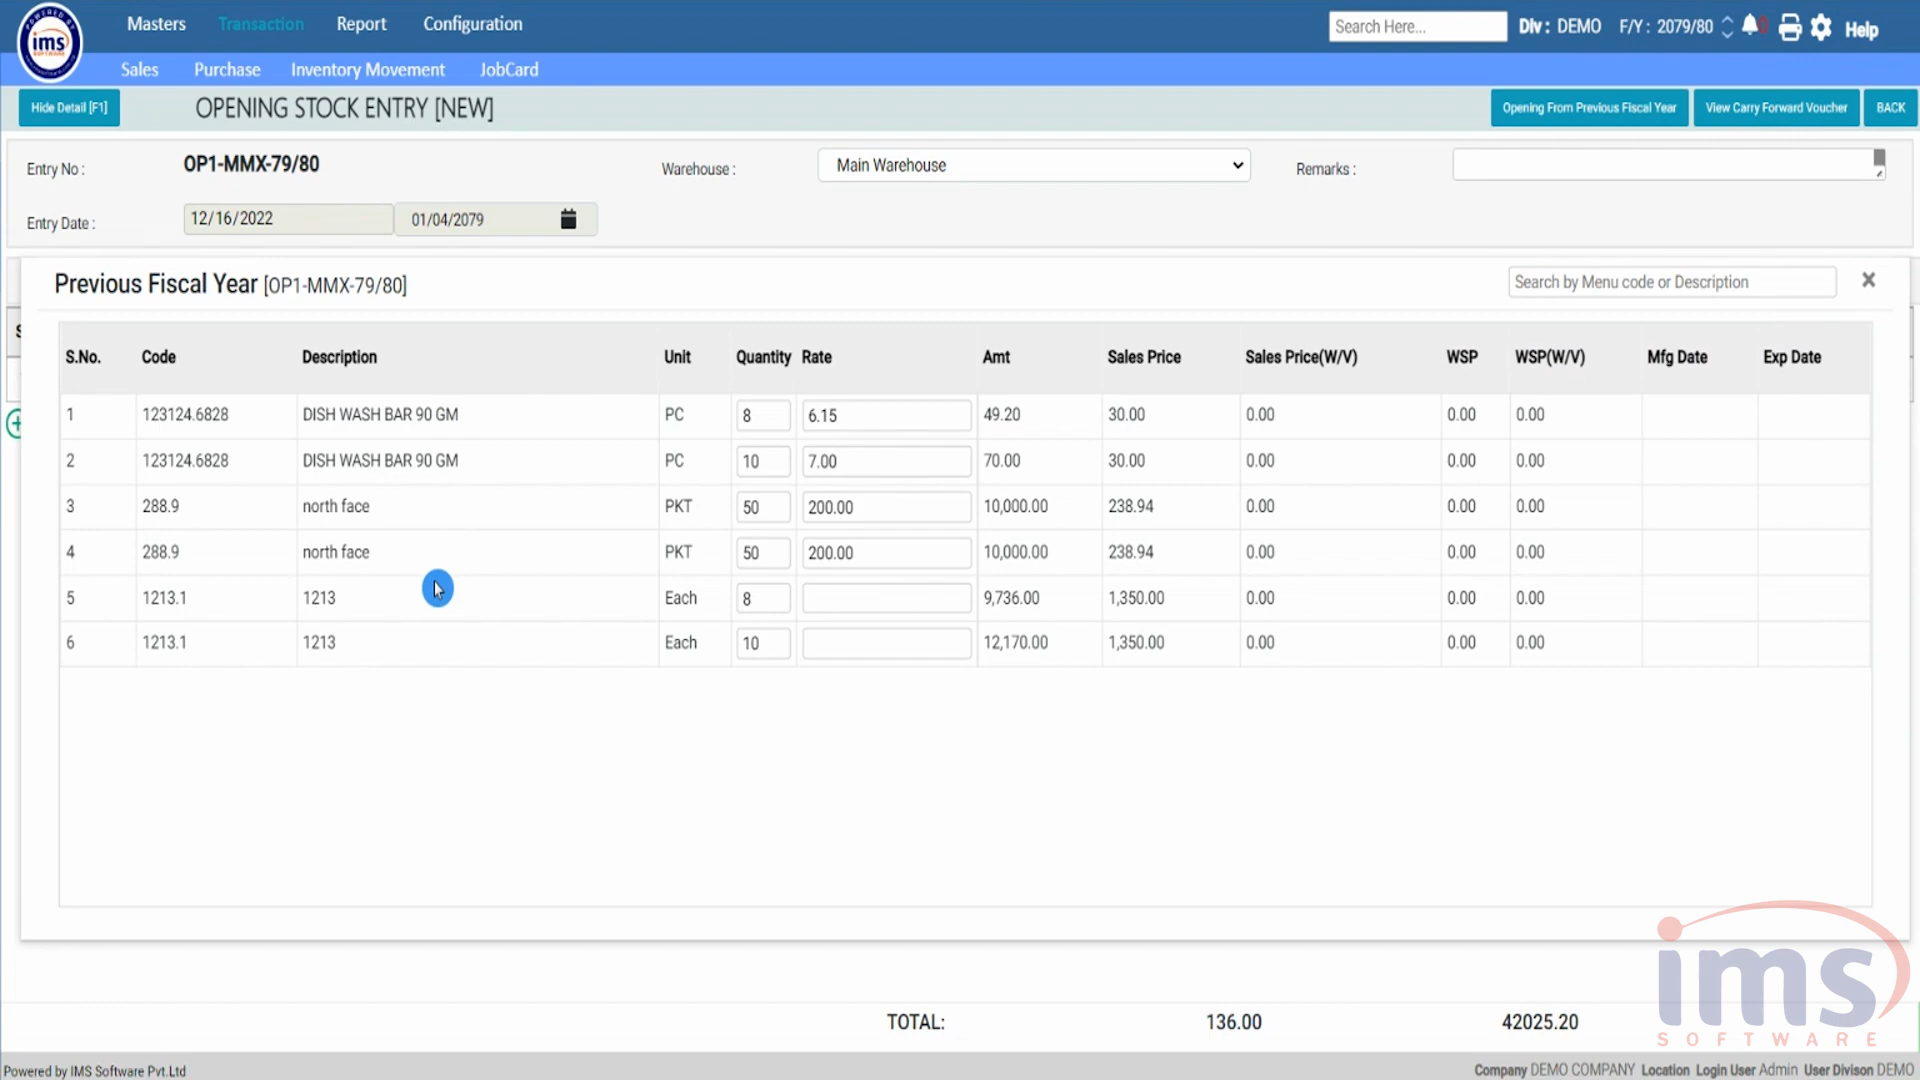 POWERED BY
ims
SOFTWARE
Masters Transaction Report Configuration
Search Here... Div : DEMO F/Y : 2079/80 0 Help
Sales Purchase Inventory Movement JobCard
Hide Detail [F1] OPENING STOCK ENTRY [NEW] Opening From Previous Fiscal Year View Carry Forward Voucher BACK
Entry No : OP1-MMX-79/80 Warehouse : Main Warehouse Remarks :
Entry Date : 12/16/2022 01/04/2079
Previous Fiscal Year [OP1-MMX-79/80] Search by Menu code or Description ×
S.No. Code Description Unit Quantity Rate Amt Sales Price Sales Price(W/V) WSP WSP(W/V) Mfg Date Exp Date
1 123124.6828 DISH WASH BAR 90 GM PC 8 6.15 49.20 30.00 0.00 0.00 0.00
2 123124.6828 DISH WASH BAR 90 GM PC 10 7.00 70.00 30.00 0.00 0.00 0.00
3 288.9 north face PKT 50 200.00 10,000.00 238.94 0.00 0.00 0.00
4 288.9 north face PKT 50 200.00 10,000.00 238.94 0.00 0.00 0.00
5 1213.1 1213 Each 8 9,736.00 1,350.00 0.00 0.00 0.00
6 1213.1 1213 Each 10 12,170.00 1,350.00 0.00 0.00 0.00
TOTAL: 136.00 42025.20
ims
SOFTWARE
Powered by IMS Software Pvt.Ltd Company DEMO COMPANY Location Login User Admin User Divison DEMO